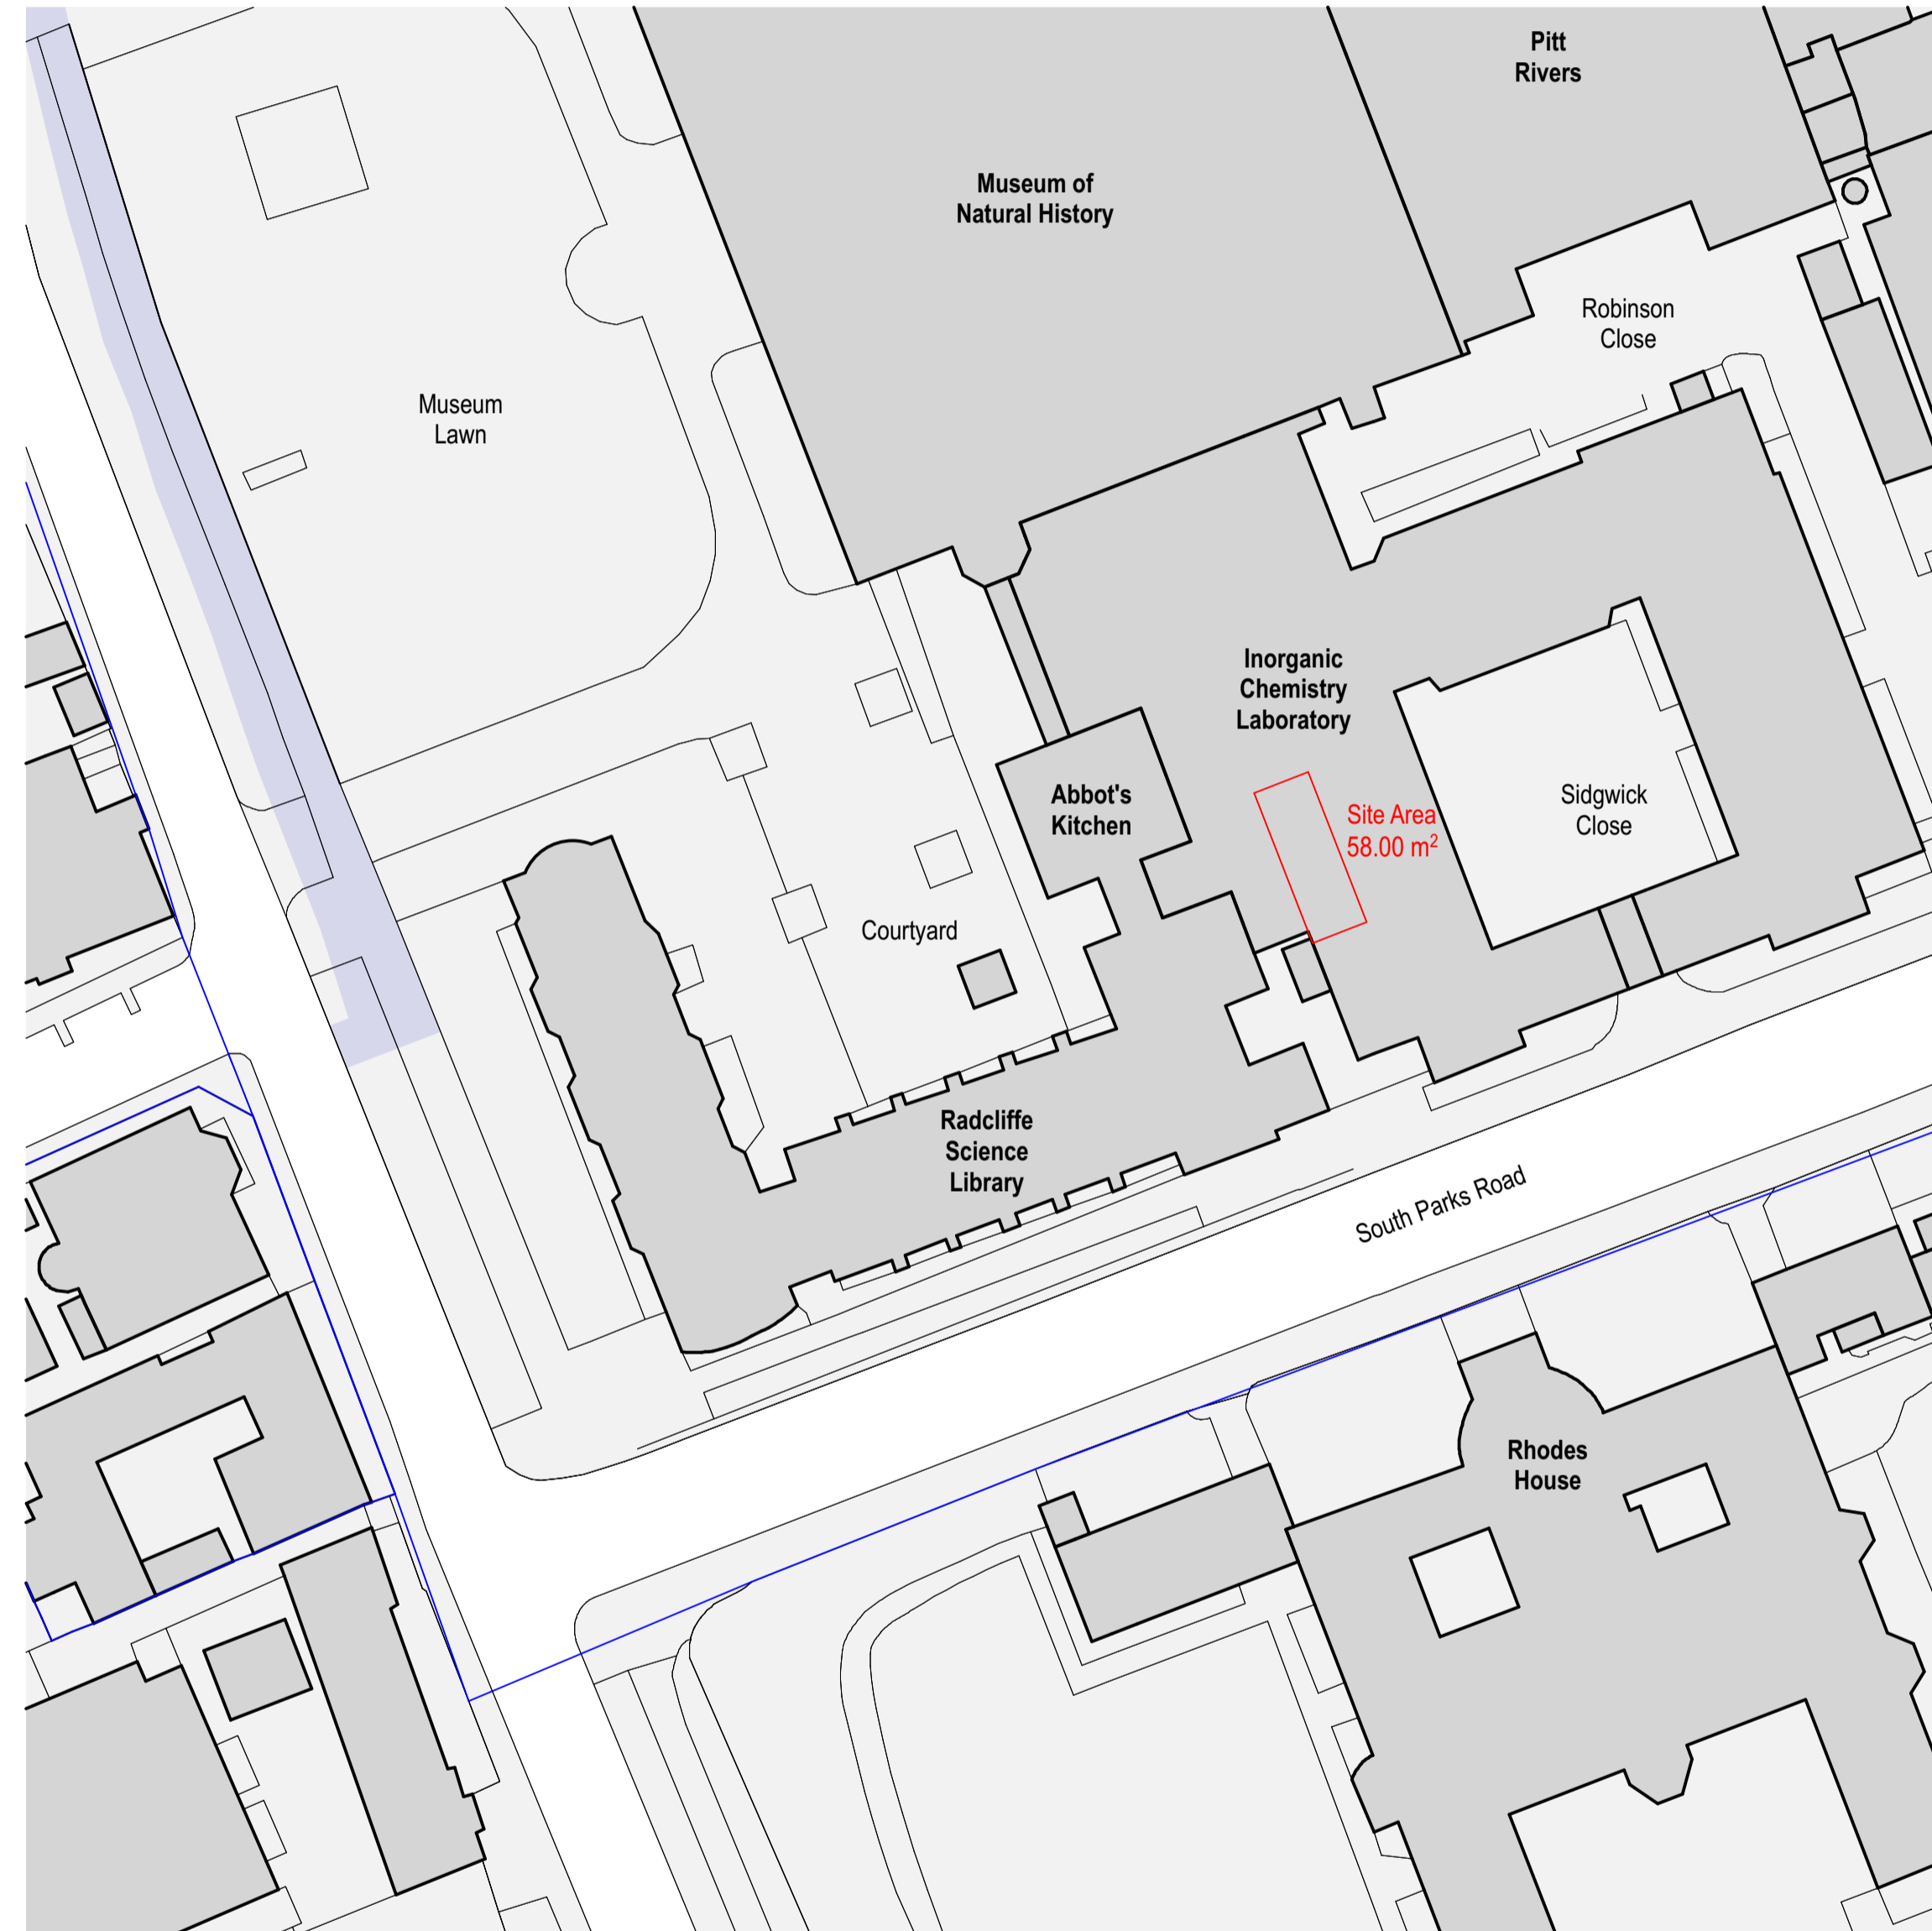 Pitt
Rivers
Museum of
Natural History
Robinson
Close
Museum
Lawn
Inorganic
Chemistry
Laboratory
Abbot's
Kitchen
Site Area
58.00 m²
Sidgwick
Close
Courtyard
Radcliffe
Science
Library
South Parks Road
Rhodes
House